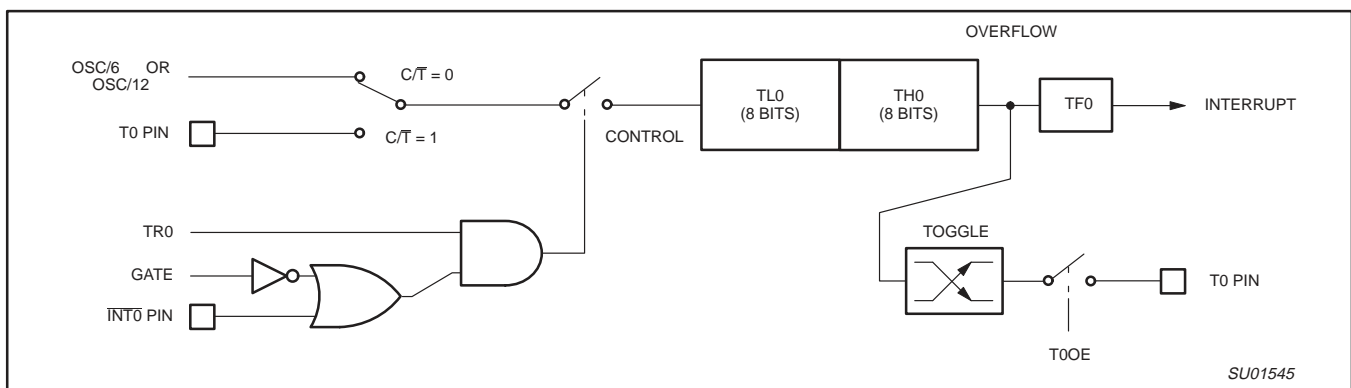 OVERFLOW
OSC/6 OR
OSC/12
C/T̅ = 0
TL0
(8 BITS)
TH0
(8 BITS)
TF0
INTERRUPT
T0 PIN
C/T̅ = 1
CONTROL
TR0
TOGGLE
GATE
T0 PIN
I̅N̅T̅0̅ PIN
T0OE
SU01545